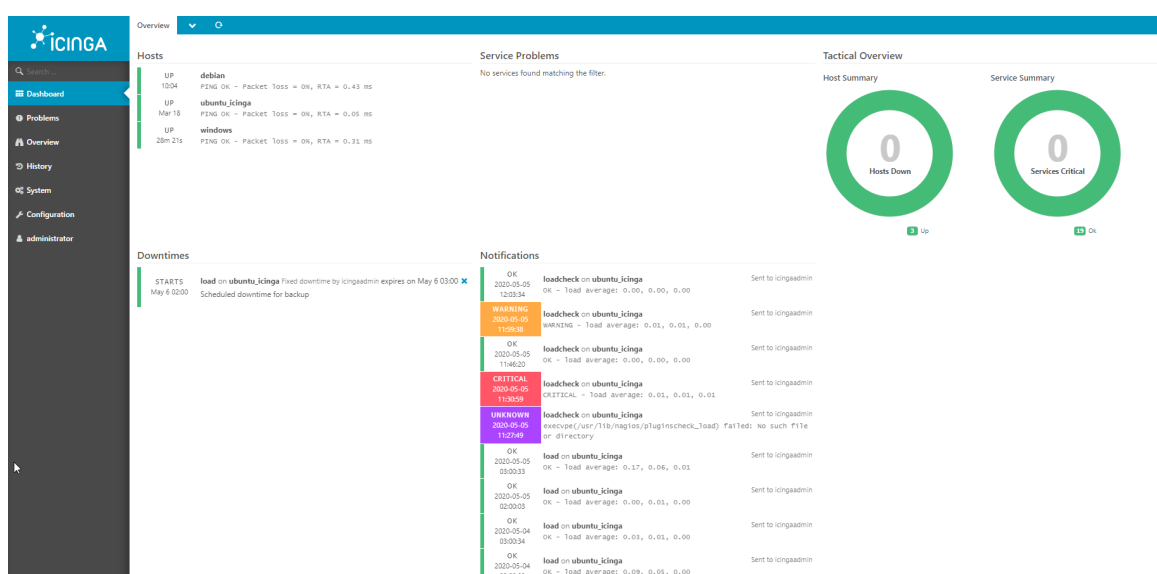 Overview
ICINGA
Search ...
Dashboard
Problems
Overview
History
System
Configuration
administrator
Hosts
UP debian
10:04 PING OK - Packet loss = 0%, RTA = 0.43 ms
UP ubuntu_icinga
Mar 18 PING OK - Packet loss = 0%, RTA = 0.05 ms
UP windows
28m 21s PING OK - Packet loss = 0%, RTA = 0.31 ms
Service Problems
No services found matching the filter.
Tactical Overview
Host Summary
0
Hosts Down
3 Up
Service Summary
0
Services Critical
19 Ok
Downtimes
STARTS load on ubuntu_icinga Fixed downtime by icingaadmin expires on May 6 03:00
May 6 02:00 Scheduled downtime for backup
Notifications
OK
2020-05-05
12:03:34
loadcheck on ubuntu_icinga Sent to icingaadmin
OK - load average: 0.00, 0.00, 0.00
WARNING
2020-05-05
11:59:38
loadcheck on ubuntu_icinga Sent to icingaadmin
WARNING - load average: 0.01, 0.01, 0.00
OK
2020-05-05
11:46:20
loadcheck on ubuntu_icinga Sent to icingaadmin
OK - load average: 0.00, 0.00, 0.00
CRITICAL
2020-05-05
11:30:59
loadcheck on ubuntu_icinga Sent to icingaadmin
CRITICAL - load average: 0.01, 0.01, 0.01
UNKNOWN
2020-05-05
11:27:49
loadcheck on ubuntu_icinga Sent to icingaadmin
execvpe(/usr/lib/nagios/pluginscheck_load) failed: No such file
or directory
OK
2020-05-05
03:00:33
load on ubuntu_icinga Sent to icingaadmin
OK - load average: 0.17, 0.06, 0.01
OK
2020-05-05
02:00:03
load on ubuntu_icinga Sent to icingaadmin
OK - load average: 0.00, 0.01, 0.00
OK
2020-05-04
03:00:34
load on ubuntu_icinga Sent to icingaadmin
OK - load average: 0.03, 0.01, 0.00
OK
2020-05-04
load on ubuntu_icinga Sent to icingaadmin
OK - load average: 0.09, 0.05, 0.00